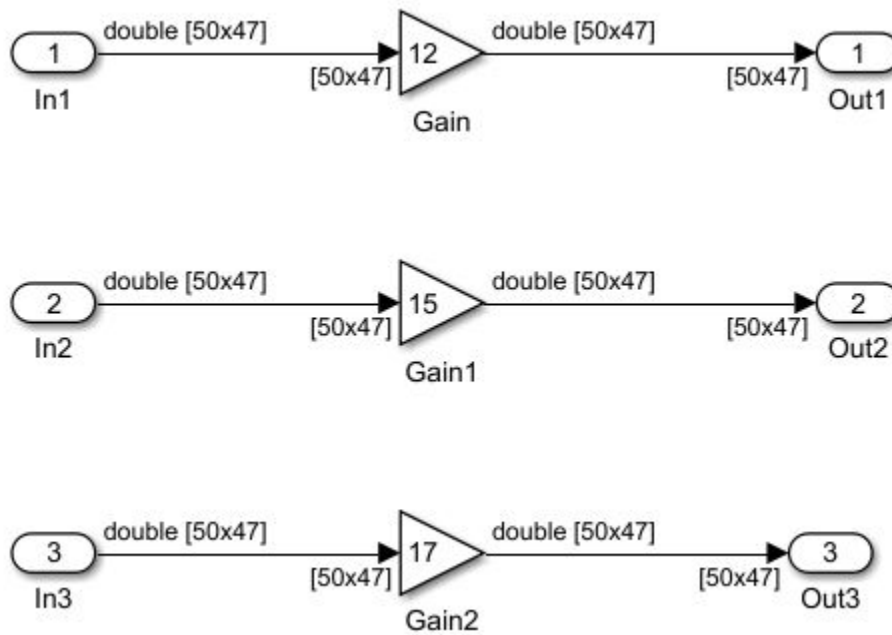 double [50x47] double [50x47]
1 12 1
[50x47] [50x47]
In1 Out1
Gain
double [50x47] double [50x47]
2 15 2
[50x47] [50x47]
In2 Out2
Gain1
double [50x47] double [50x47]
3 17 3
[50x47] [50x47]
In3 Out3
Gain2